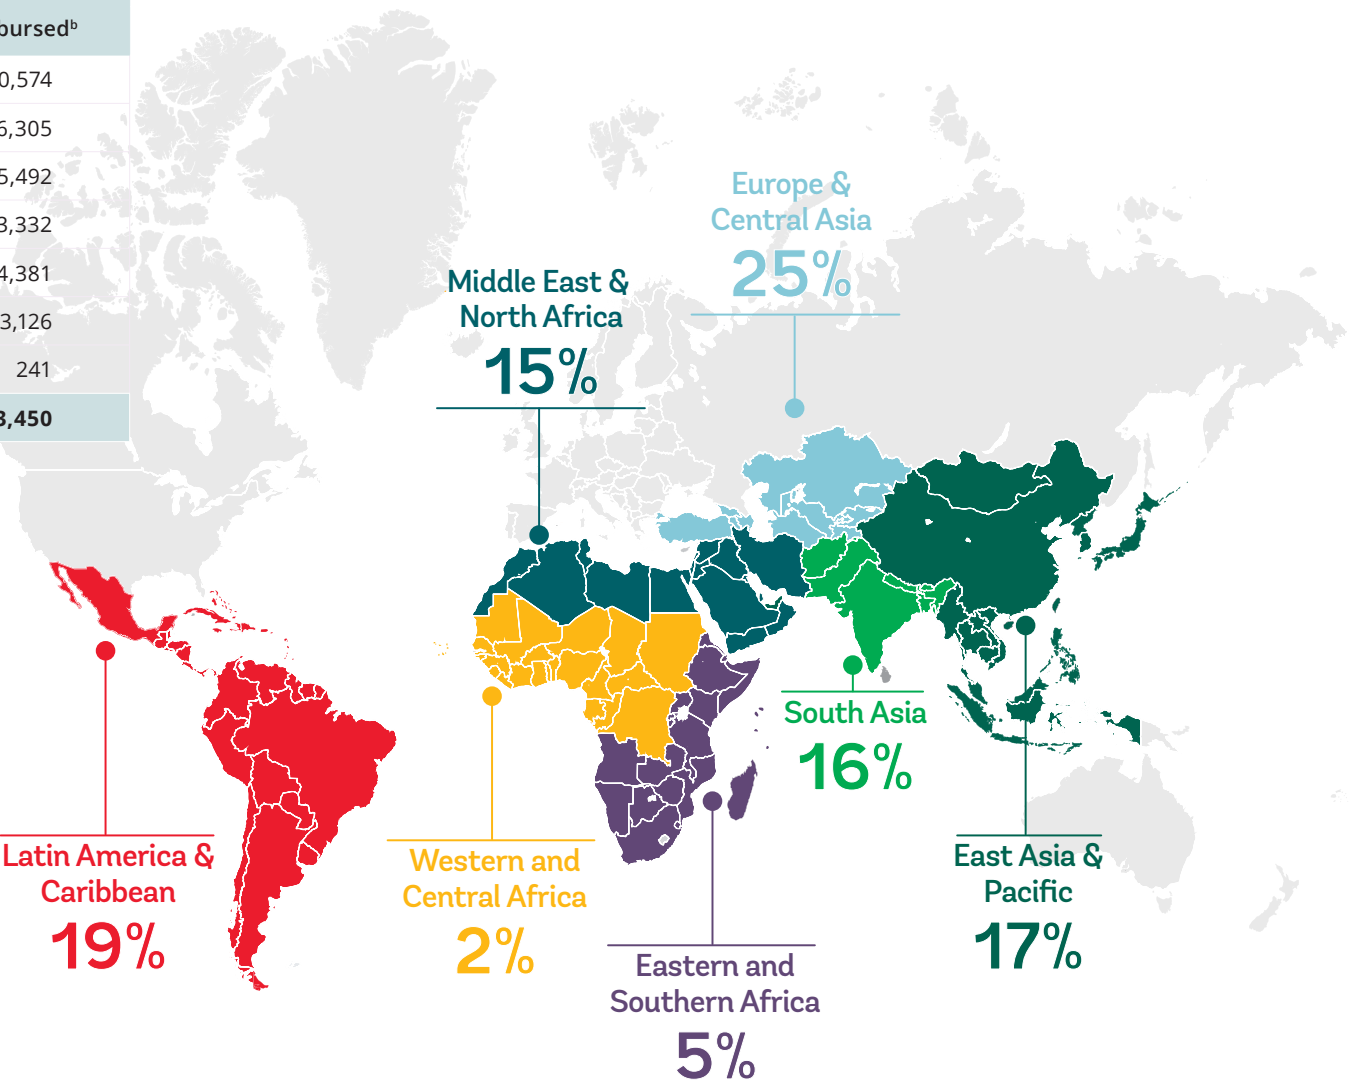 bursedᵇ
0,574
6,305
5,492
3,332
4,381
3,126
241
3,450
Europe &
Central Asia
25%
Middle East &
North Africa
15%
South Asia
16%
Latin America &
Caribbean
19%
Western and
Central Africa
2%
East Asia &
Pacific
17%
Eastern and
Southern Africa
5%